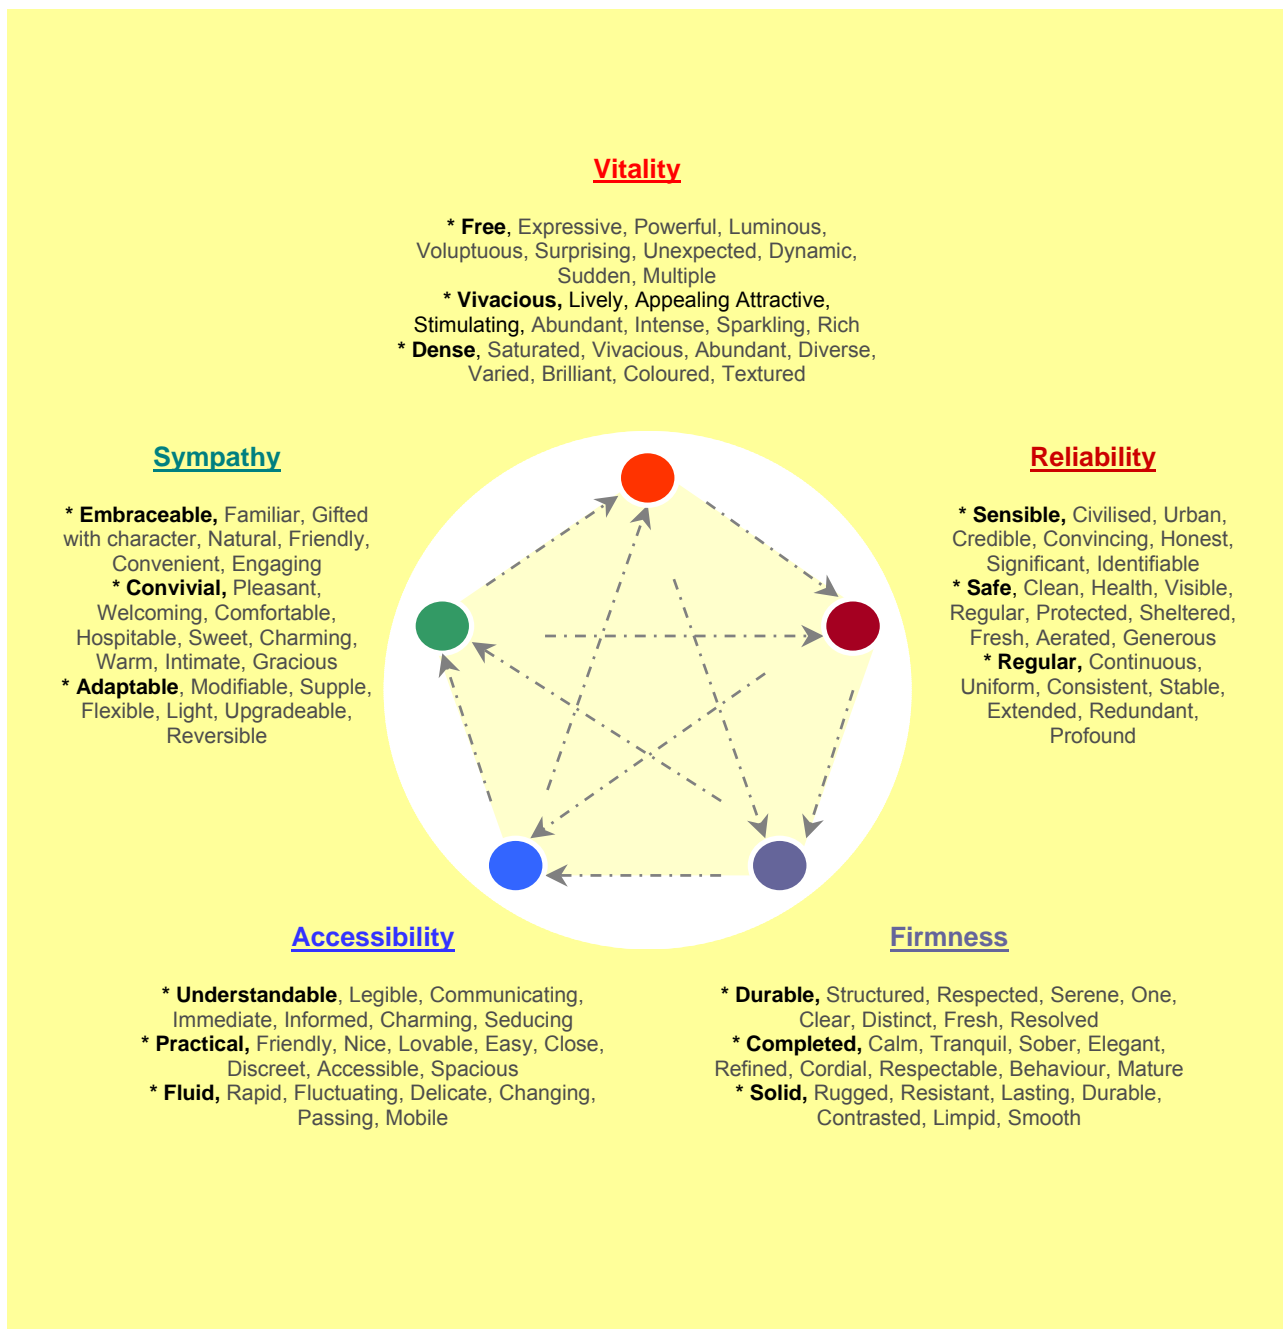 Vitality
* Free, Expressive, Powerful, Luminous,
Voluptuous, Surprising, Unexpected, Dynamic,
Sudden, Multiple
* Vivacious, Lively, Appealing Attractive,
Stimulating, Abundant, Intense, Sparkling, Rich
* Dense, Saturated, Vivacious, Abundant, Diverse,
Varied, Brilliant, Coloured, Textured
Sympathy
* Embraceable, Familiar, Gifted
with character, Natural, Friendly,
Convenient, Engaging
* Convivial, Pleasant,
Welcoming, Comfortable,
Hospitable, Sweet, Charming,
Warm, Intimate, Gracious
* Adaptable, Modifiable, Supple,
Flexible, Light, Upgradeable,
Reversible
Reliability
* Sensible, Civilised, Urban,
Credible, Convincing, Honest,
Significant, Identifiable
* Safe, Clean, Health, Visible,
Regular, Protected, Sheltered,
Fresh, Aerated, Generous
* Regular, Continuous,
Uniform, Consistent, Stable,
Extended, Redundant,
Profound
Accessibility
* Understandable, Legible, Communicating,
Immediate, Informed, Charming, Seducing
* Practical, Friendly, Nice, Lovable, Easy, Close,
Discreet, Accessible, Spacious
* Fluid, Rapid, Fluctuating, Delicate, Changing,
Passing, Mobile
Firmness
* Durable, Structured, Respected, Serene, One,
Clear, Distinct, Fresh, Resolved
* Completed, Calm, Tranquil, Sober, Elegant,
Refined, Cordial, Respectable, Behaviour, Mature
* Solid, Rugged, Resistant, Lasting, Durable,
Contrasted, Limpid, Smooth